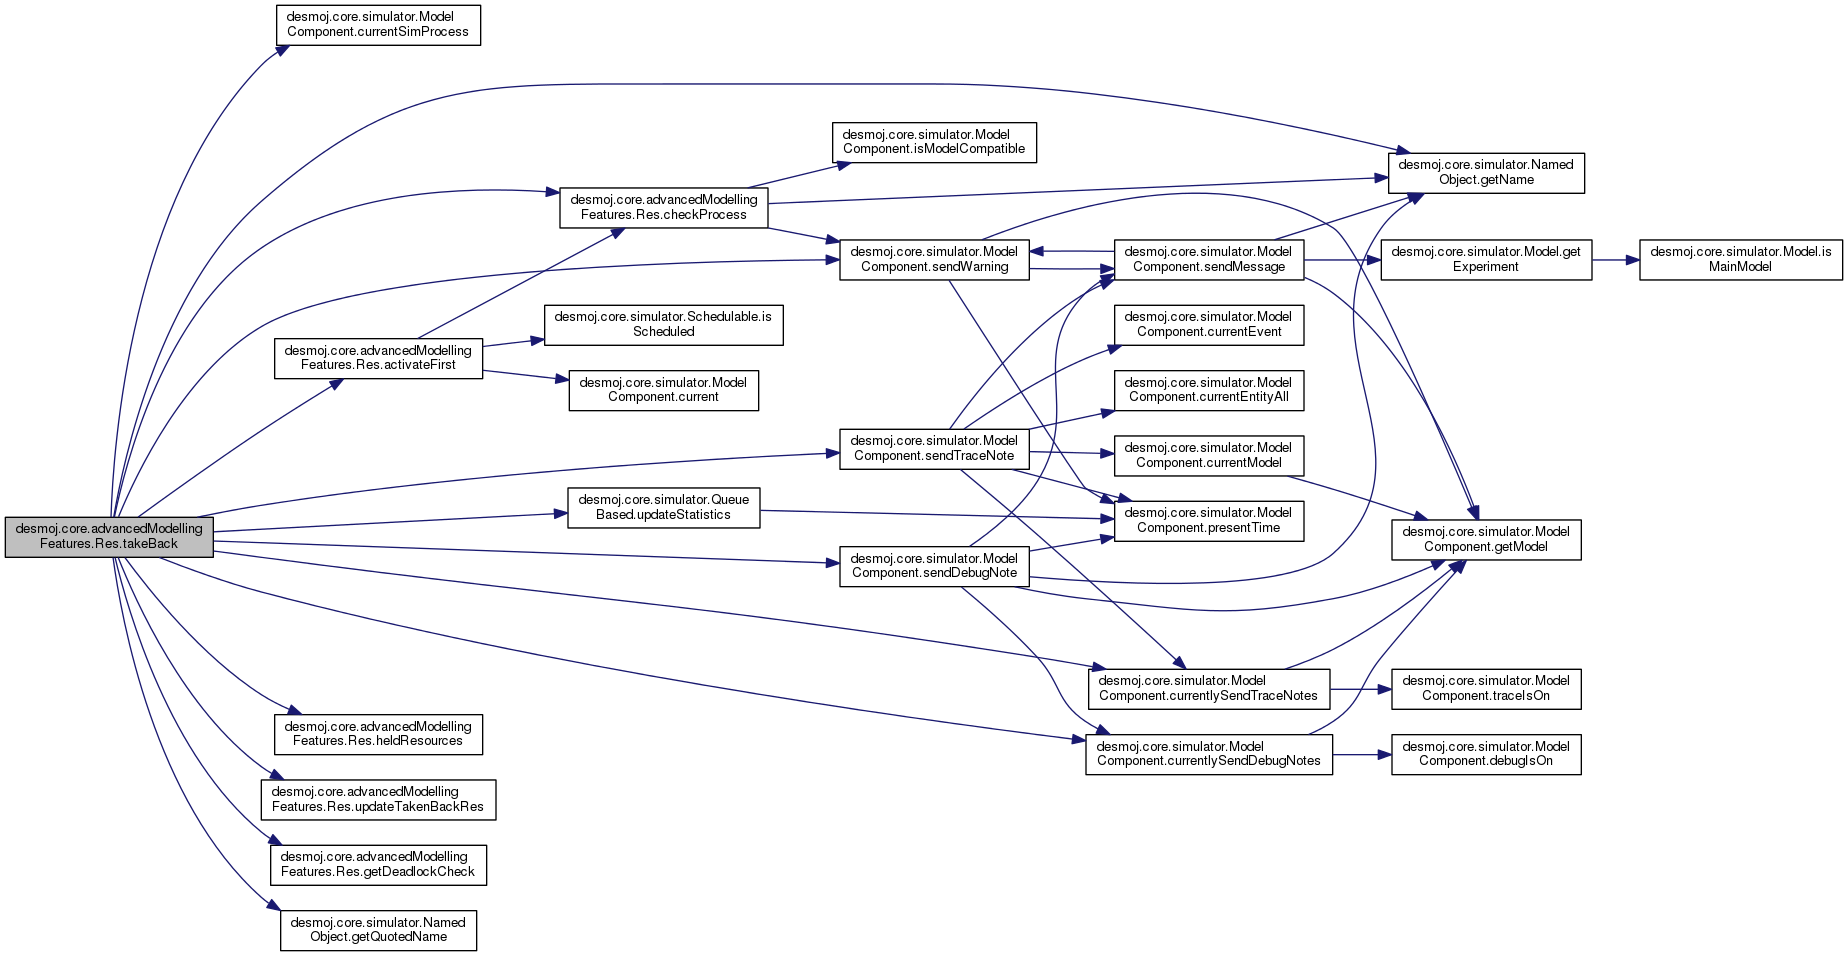 desmoj.core.simulator.Model
Component.currentSimProcess
desmoj.core.simulator.Model
Component.isModelCompatible
desmoj.core.simulator.Named
Object.getName
desmoj.core.advancedModelling
Features.Res.checkProcess
desmoj.core.simulator.Model
Component.sendWarning
desmoj.core.simulator.Model
Component.sendMessage
desmoj.core.simulator.Model.get
Experiment
desmoj.core.simulator.Model.is
MainModel
desmoj.core.simulator.Schedulable.is
Scheduled
desmoj.core.simulator.Model
Component.currentEvent
desmoj.core.advancedModelling
Features.Res.activateFirst
desmoj.core.simulator.Model
Component.current
desmoj.core.simulator.Model
Component.currentEntityAll
desmoj.core.simulator.Model
Component.sendTraceNote
desmoj.core.simulator.Model
Component.currentModel
desmoj.core.simulator.Queue
Based.updateStatistics
desmoj.core.simulator.Model
Component.presentTime
desmoj.core.advancedModelling
Features.Res.takeBack
desmoj.core.simulator.Model
Component.getModel
desmoj.core.simulator.Model
Component.sendDebugNote
desmoj.core.simulator.Model
Component.currentlySendTraceNotes
desmoj.core.simulator.Model
Component.traceIsOn
desmoj.core.advancedModelling
Features.Res.heldResources
desmoj.core.simulator.Model
Component.currentlySendDebugNotes
desmoj.core.simulator.Model
Component.debugIsOn
desmoj.core.advancedModelling
Features.Res.updateTakenBackRes
desmoj.core.advancedModelling
Features.Res.getDeadlockCheck
desmoj.core.simulator.Named
Object.getQuotedName